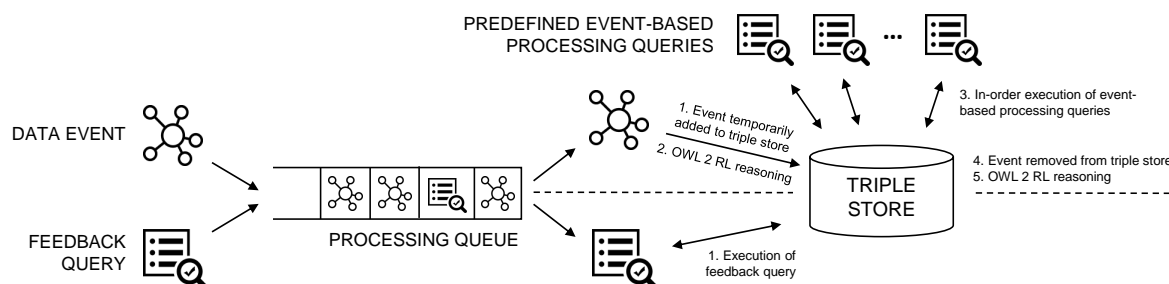 PREDEFINED EVENT-BASED
PROCESSING QUERIES
...
DATA EVENT
FEEDBACK
QUERY
PROCESSING QUEUE
1. Event temporarily
added to triple store
2. OWL 2 RL reasoning
1. Execution of
feedback query
TRIPLE
STORE
3. In-order execution of event-
based processing queries
4. Event removed from triple store
5. OWL 2 RL reasoning